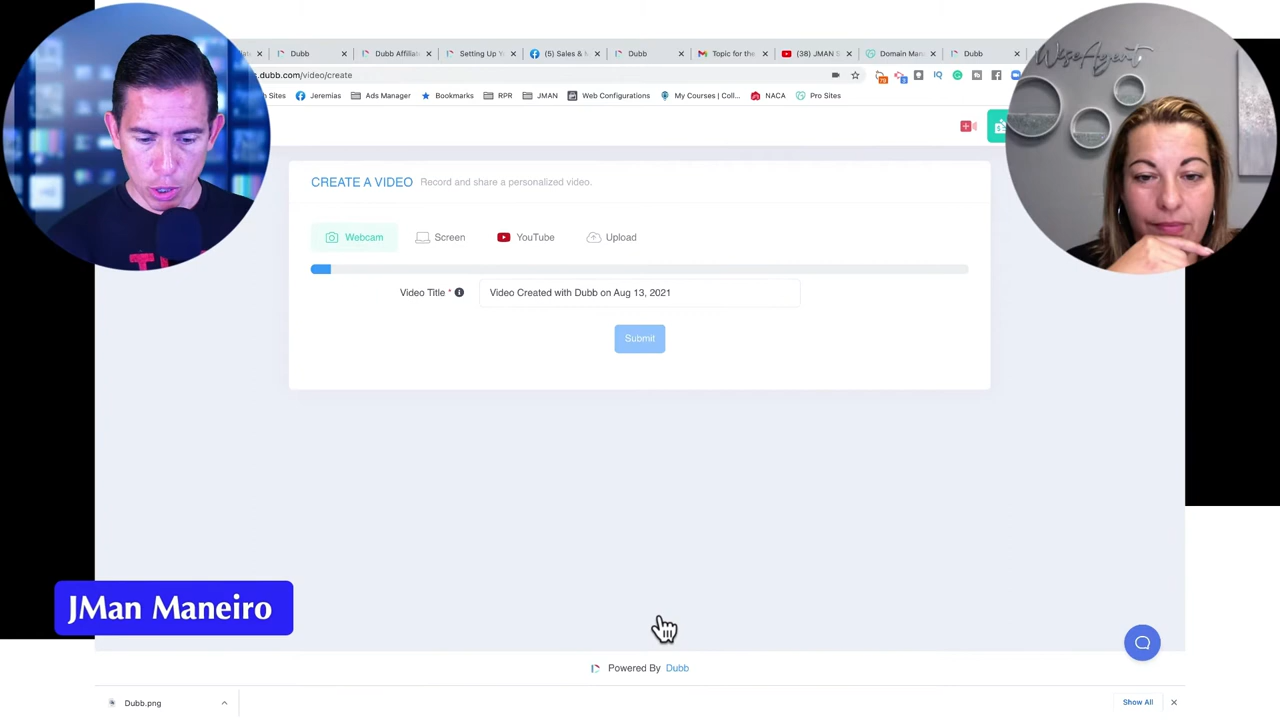 Dubb
Dubb Affiliat
Setting Up Y
(5) Sales & M
Dubb
Topic for the
(38) JMAN S
Domain Man
Dubb
.dubb.com/video/create
h Sites
Jeremias
Ads Manager
Bookmarks
RPR
JMAN
Web Configurations
My Courses | Coll...
NACA
Pro Sites
WiseAgent
CREATE A VIDEO Record and share a personalized video.
Webcam
Screen
YouTube
Upload
Video Title *
Video Created with Dubb on Aug 13, 2021
Submit
JMan Maneiro
Powered By Dubb
Dubb.png
Show All